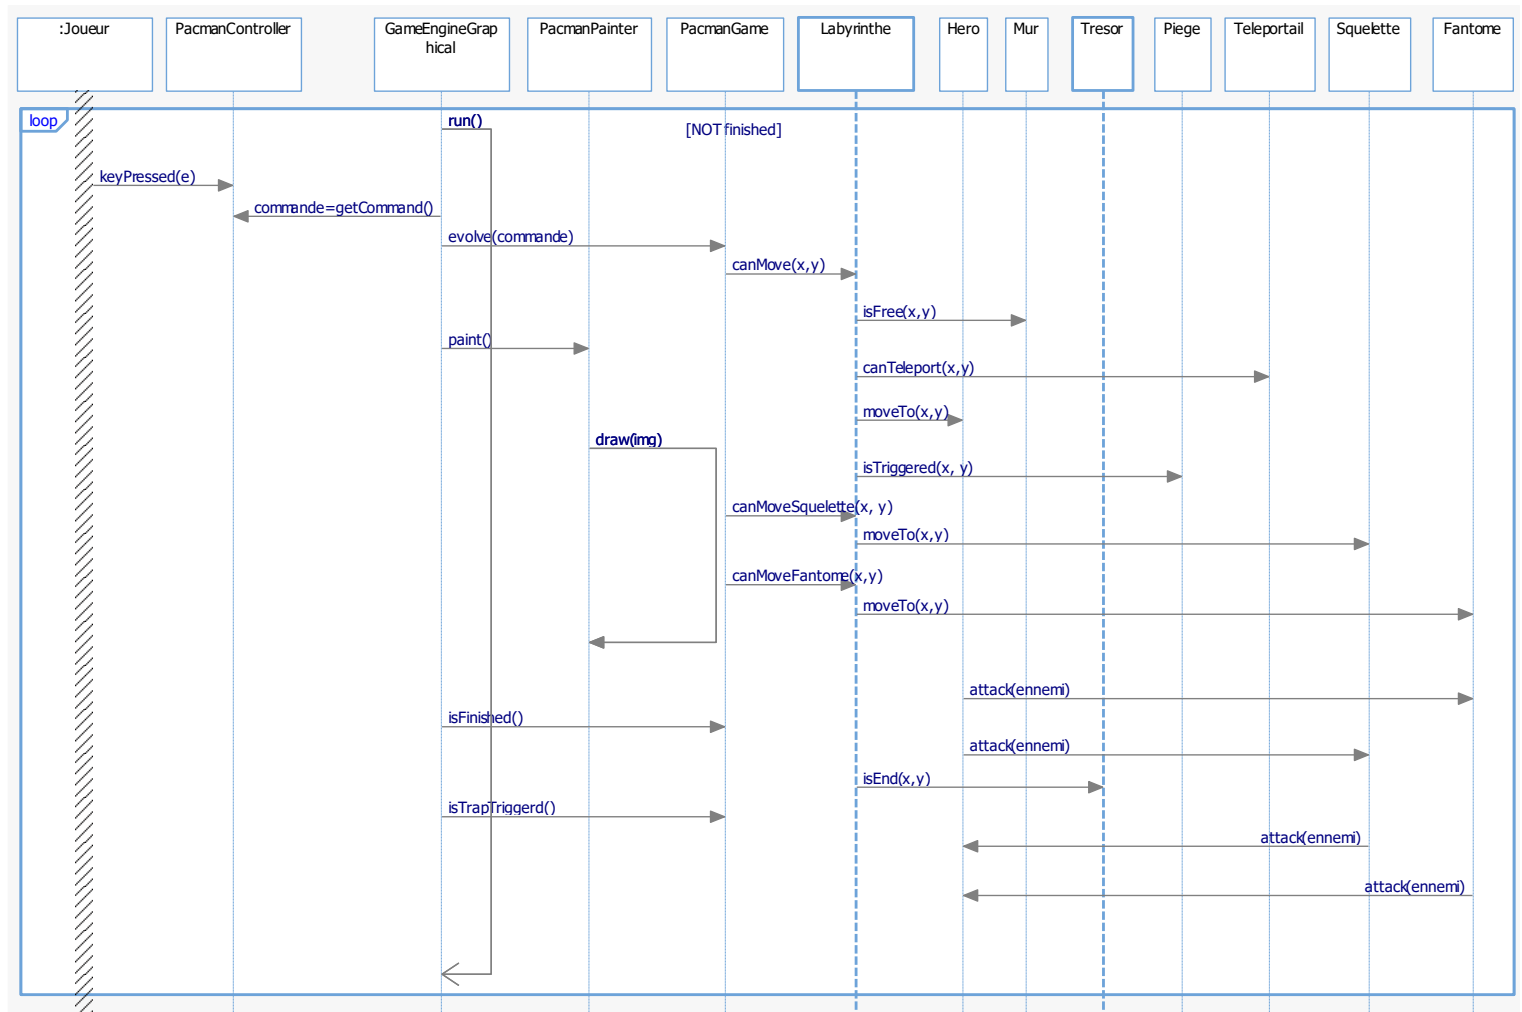 :Joueur
PacmanController
GameEngineGrap
hical
PacmanPainter
PacmanGame
Labyrinthe
Hero
Mur
Tresor
Piege
Teleportail
Squelette
Fantome
loop
run()
[NOT finished]
keyPressed(e)
commande=getCommand()
evolve(commande)
canMove(x,y)
isFree(x,y)
paint()
canTeleport(x,y)
moveTo(x,y)
draw(img)
isTriggered(x, y)
canMoveSquelette(x, y)
moveTo(x,y)
canMoveFantome(x,y)
moveTo(x,y)
attack(ennemi)
isFinished()
attack(ennemi)
isEnd(x,y)
isTrapTriggerd()
attack(ennemi)
attack(ennemi)